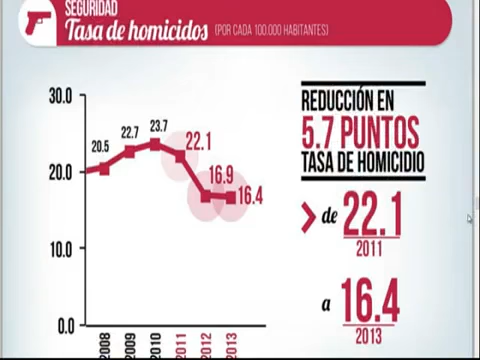 SEGURIDAD
Tasa de homicidos (POR CADA 100.000 HABITANTES)
30.0
20.0
10.0
0.0
20.5
22.7
23.7
22.1
16.9
16.4
2008
2009
2010
2011
2012
2013
REDUCCIÓN EN
5.7 PUNTOS
TASA DE HOMICIDIO
de 22.1
2011
a 16.4
2013